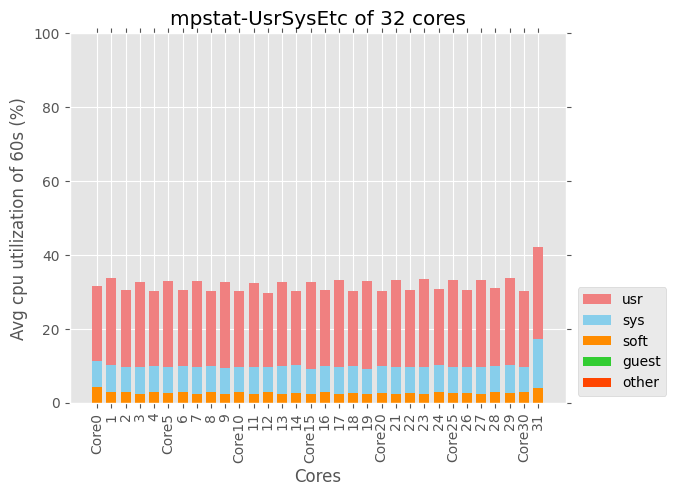 mpstat-UsrSysEtc of 32 cores
Avg cpu utilization of 60s (%)
100
80
60
40
20
0
Core0
1
2
3
4
Core5
6
7
8
9
Core10
11
12
13
14
Core15
16
17
18
19
Core20
21
22
23
24
Core25
26
27
28
29
Core30
31
Cores
usr
sys
soft
guest
other